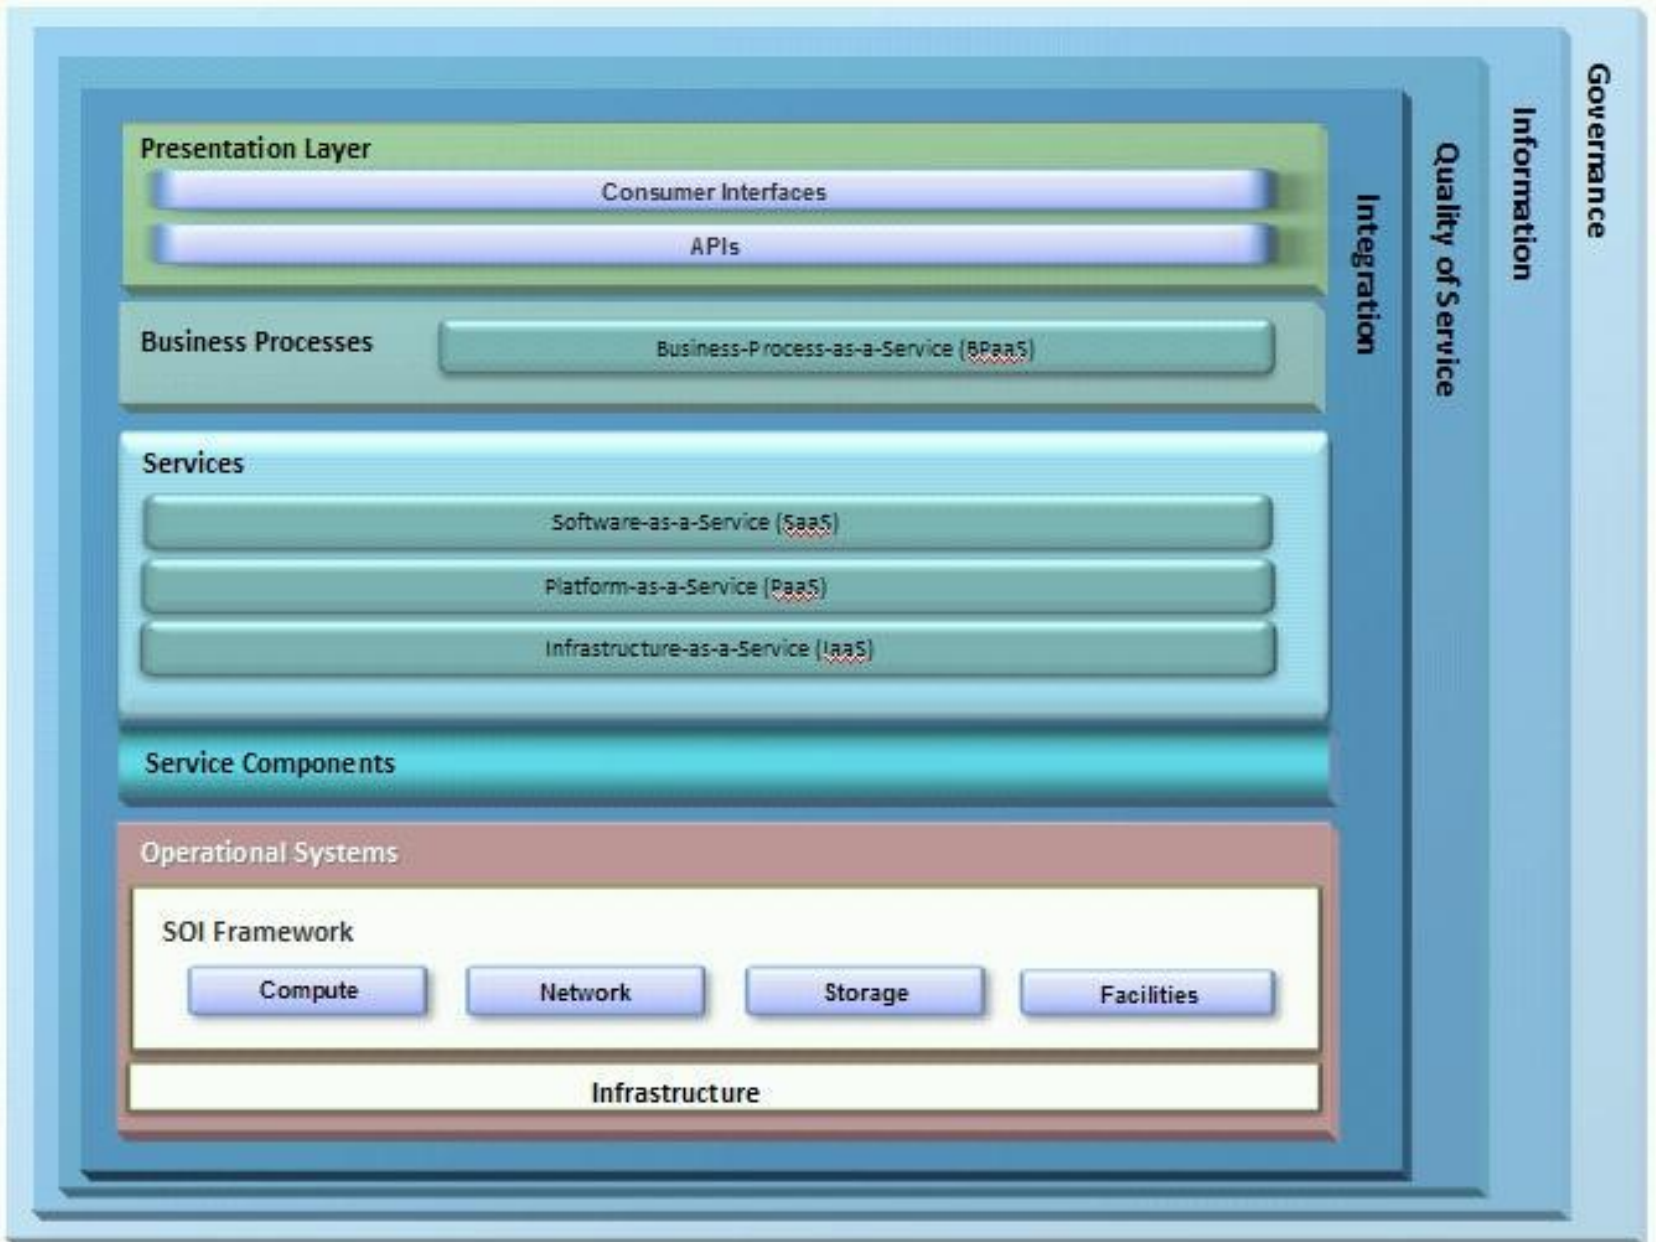 Presentation Layer
Consumer Interfaces
APIs
Business Processes
Business-Process-as-a-Service (BPaaS)
Services
Software-as-a-Service (SaaS)
Platform-as-a-Service (PaaS)
Infrastructure-as-a-Service (IaaS)
Service Components
Operational Systems
SOI Framework
Compute
Network
Storage
Facilities
Infrastructure
Integration
Quality of Service
Information
Governance